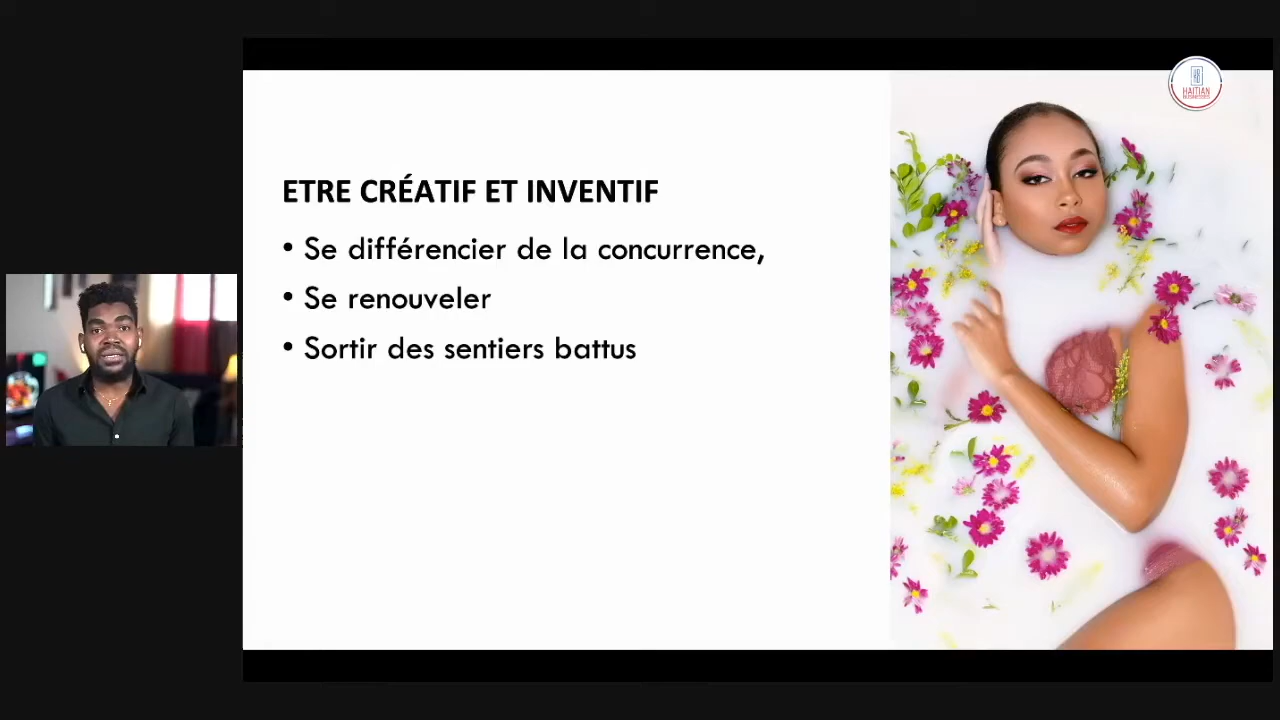 ETRE CRÉATIF ET INVENTIF
• Se différencier de la concurrence,
• Se renouveler
• Sortir des sentiers battus
HAITIAN